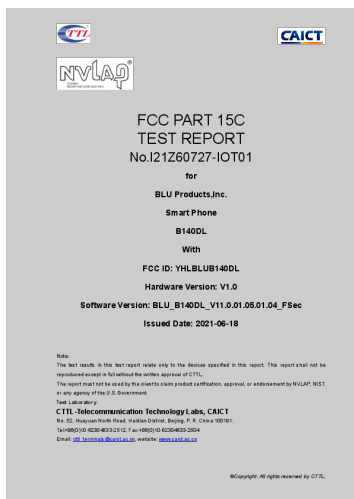 CTTL
CAICT
NVLAP
FCC PART 15C
TEST REPORT
No.I21Z60727-IOT01
for
BLU Products,Inc.
Smart Phone
B140DL
With
FCC ID: YHLBLUB140DL
Hardware Version: V1.0
Software Version: BLU_B140DL_V11.0.01.05.01.04_FSec
Issued Date: 2021-06-18
Note:
The test results in this test report relate only to the devices specified in this report. This report shall not be
reproduced except in full without the written approval of CTTL.
The report must not be used by the client to claim product certification, approval, or endorsement by NVLAP, NIST,
or any agency of the U.S. Government.
Test Laboratory:
CTTL-Telecommunication Technology Labs, CAICT
No. 52, Huayuan North Road, Haidian District, Beijing, P. R. China 100191.
Tel:+86(0)10-62304633-2512, Fax:+86(0)10-62304633-2504
Email: cttl_terminals@caict.ac.cn, website: www.caict.ac.cn
©Copyright. All rights reserved by CTTL.